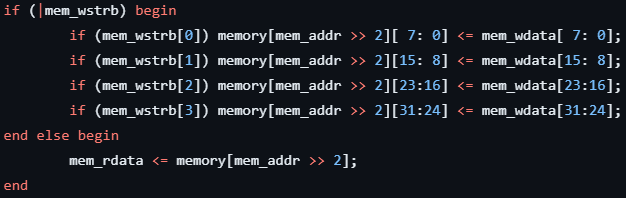 if (|mem_wstrb) begin
        if (mem_wstrb[0]) memory[mem_addr >> 2][ 7: 0] <= mem_wdata[ 7: 0];
        if (mem_wstrb[1]) memory[mem_addr >> 2][15: 8] <= mem_wdata[15: 8];
        if (mem_wstrb[2]) memory[mem_addr >> 2][23:16] <= mem_wdata[23:16];
        if (mem_wstrb[3]) memory[mem_addr >> 2][31:24] <= mem_wdata[31:24];
end else begin
        mem_rdata <= memory[mem_addr >> 2];
end